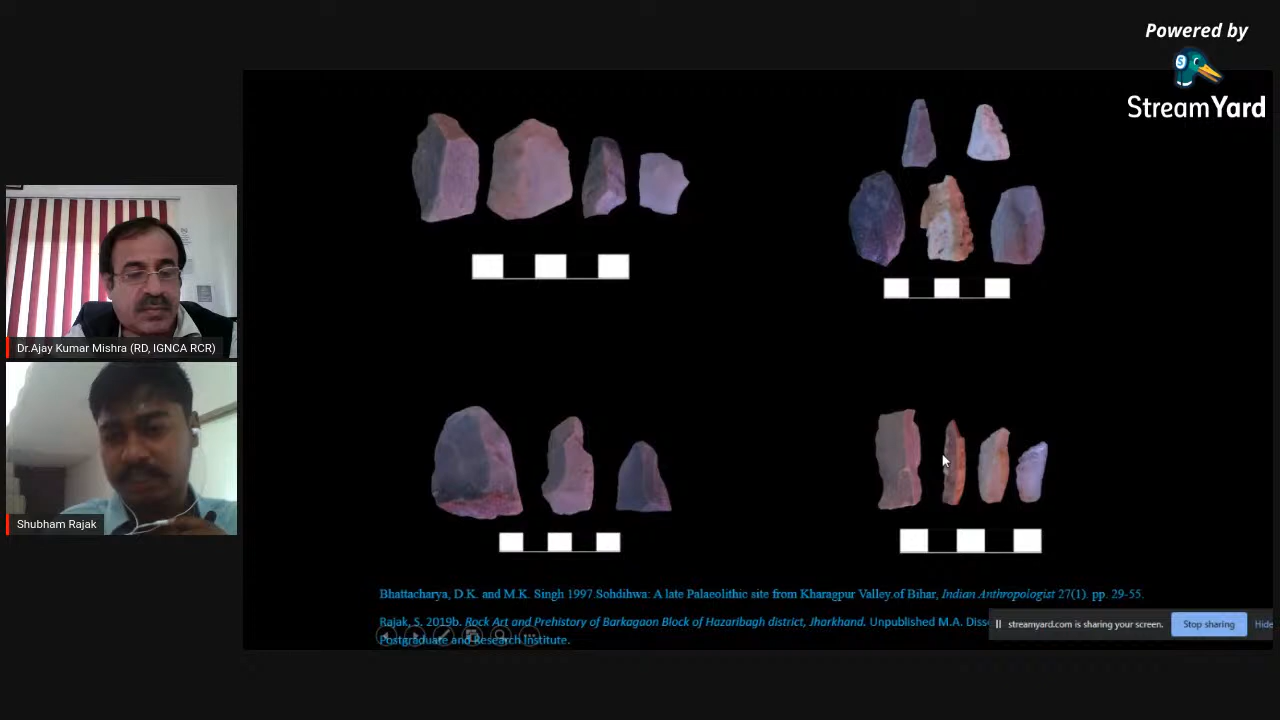 Powered by
StreamYard
Dr.Ajay Kumar Mishra (RD, IGNCA RCR)
Shubham Rajak
Bhattacharya, D.K. and M.K. Singh 1997.Sohdihwa: A late Palaeolithic site from Kharagpur Valley.of Bihar, Indian Anthropologist 27(1). pp. 29-55.
Rajak, S. 2019b. Rock Art and Prehistory of Barkagaon Block of Hazaribagh district, Jharkhand. Unpublished M.A.
Postgraduate and Research Institute.
streamyard.com is sharing your screen.
Stop sharing
Hide